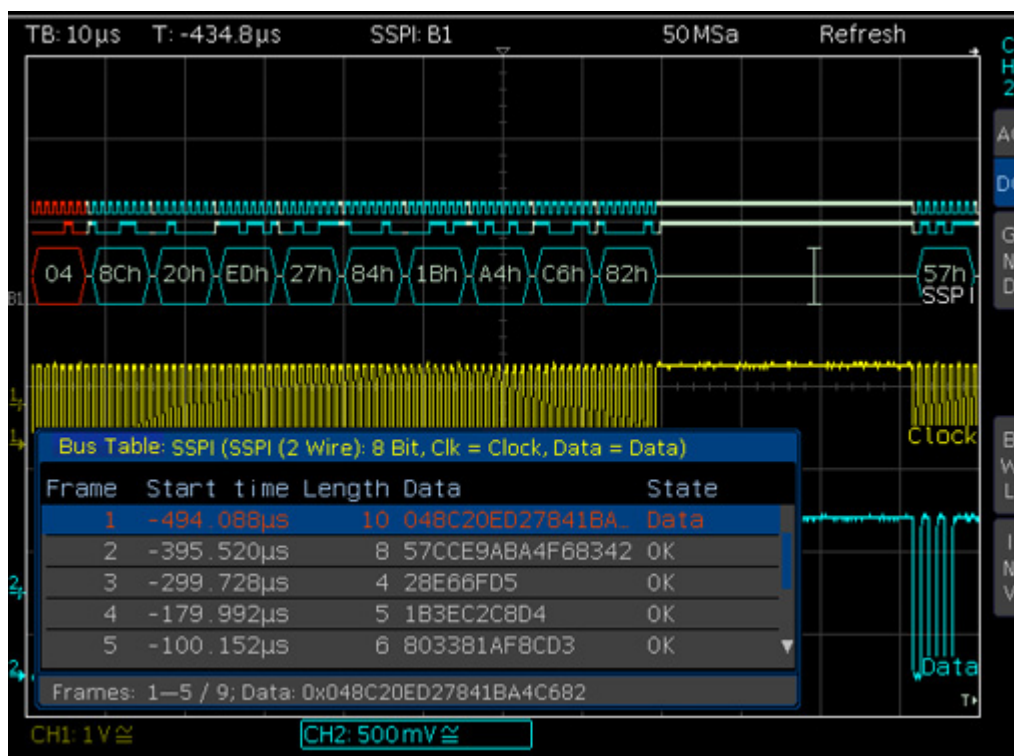 TB: 10µs T: -434.8µs SSPI: B1 50MSa Refresh
04 8Ch 20h EDh 27h 84h 1Bh A4h C6h 82h 57h
SSPI
B1
Clock
Bus Table: SSPI (SSPI (2 Wire): 8 Bit, Clk = Clock, Data = Data)
Frame Start time Length Data State
1 -494.088µs 10 048C20ED27841BA… Data
2 -395.520µs 8 57CCE9ABA4F68342 OK
3 -299.728µs 4 28E66FD5 OK
4 -179.992µs 5 1B3EC2C8D4 OK
5 -100.152µs 6 803381AF8CD3 OK
Frames: 1—5 / 9; Data: 0x048C20ED27841BA4C682
Data
CH1: 1V≅ CH2: 500mV≅